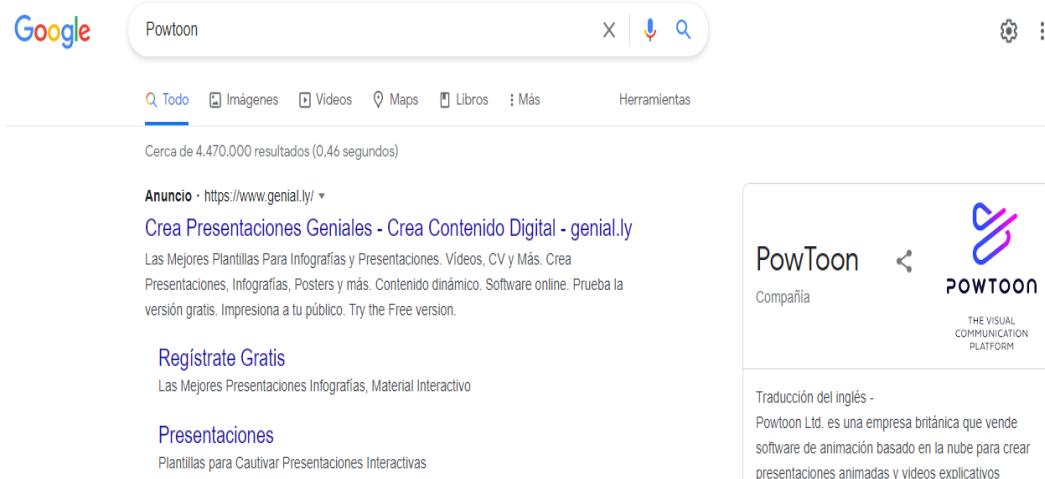 Google
Powtoon
Todo Imágenes Vídeos Maps Libros Más Herramientas
Cerca de 4.470.000 resultados (0,46 segundos)
Anuncio · https://www.genial.ly/
Crea Presentaciones Geniales - Crea Contenido Digital - genial.ly
Las Mejores Plantillas Para Infografías y Presentaciones. Vídeos, CV y Más. Crea
Presentaciones, Infografías, Posters y más. Contenido dinámico. Software online. Prueba la
versión gratis. Impresiona a tu público. Try the Free version.
Regístrate Gratis
Las Mejores Presentaciones Infografías, Material Interactivo
Presentaciones
Plantillas para Cautivar Presentaciones Interactivas
PowToon
Compañía
POWTOON
THE VISUAL
COMMUNICATION
PLATFORM
Traducción del inglés -
Powtoon Ltd. es una empresa británica que vende
software de animación basado en la nube para crear
presentaciones animadas y videos explicativos